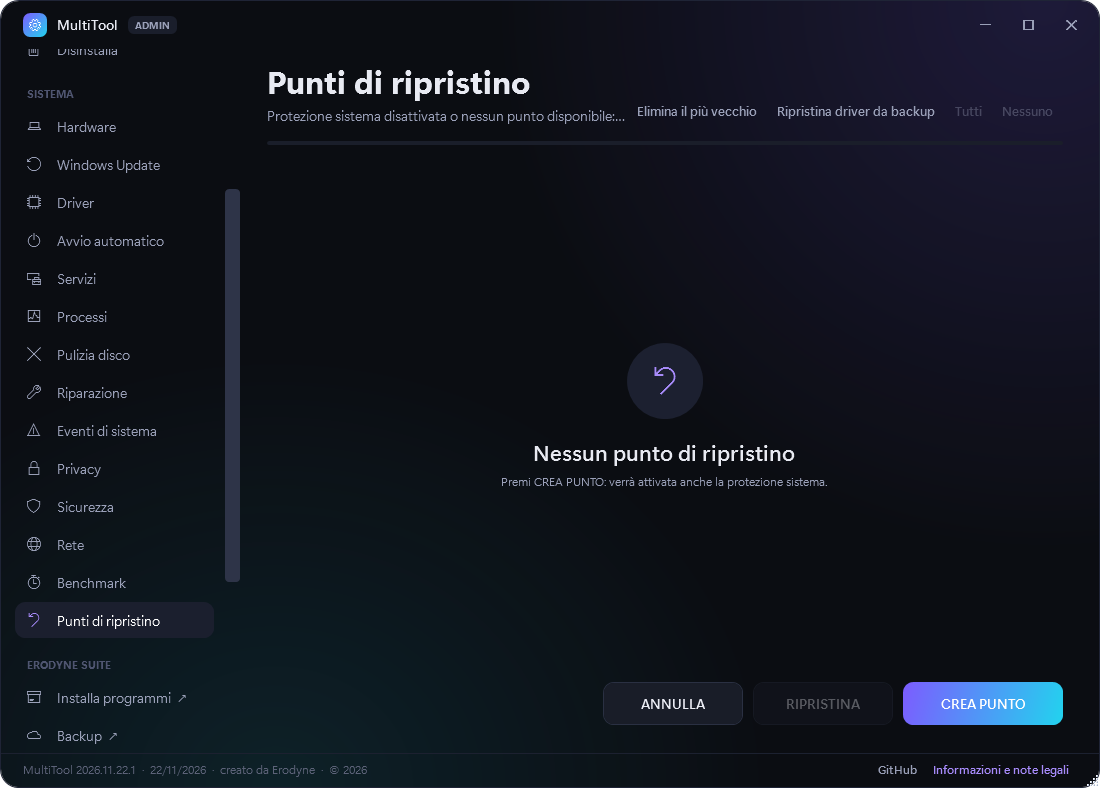 MultiTool ADMIN
Disinstalla
SISTEMA
Hardware
Windows Update
Driver
Avvio automatico
Servizi
Processi
Pulizia disco
Riparazione
Eventi di sistema
Privacy
Sicurezza
Rete
Benchmark
Punti di ripristino
ERODYNE SUITE
Installa programmi ↗
Backup ↗
Punti di ripristino
Protezione sistema disattivata o nessun punto disponibile:...
Elimina il più vecchio Ripristina driver da backup Tutti Nessuno
Nessun punto di ripristino
Premi CREA PUNTO: verrà attivata anche la protezione sistema.
ANNULLA RIPRISTINA CREA PUNTO
MultiTool 2026.11.22.1 · 22/11/2026 · creato da Erodyne · © 2026
GitHub Informazioni e note legali